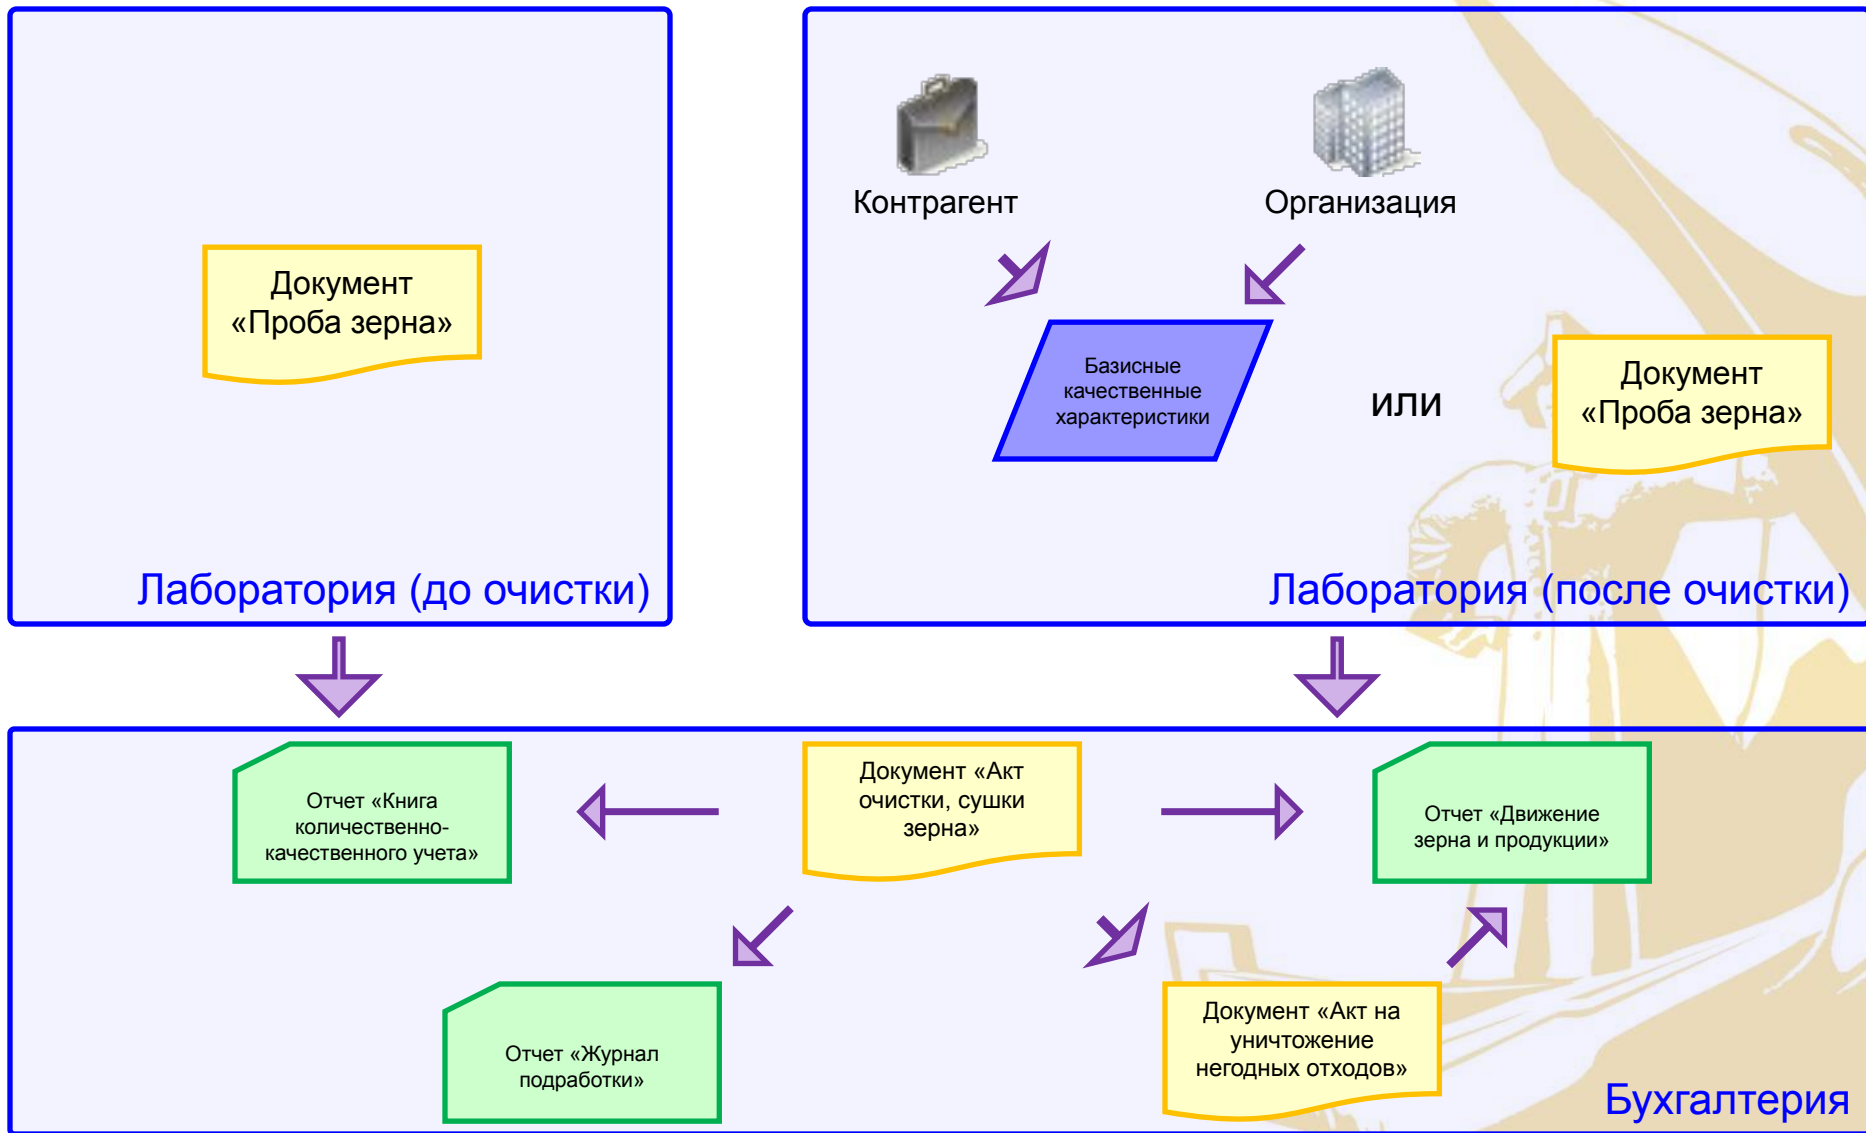 Документ
«Проба зерна»
Лаборатория (до очистки)
Контрагент
Организация
Базисные
качественные
характеристики
или
Документ
«Проба зерна»
Лаборатория (после очистки)
Отчет «Книга
количественно-
качественного учета»
Документ «Акт
очистки, сушки
зерна»
Отчет «Движение
зерна и продукции»
Отчет «Журнал
подработки»
Документ «Акт на
уничтожение
негодных отходов»
Бухгалтерия